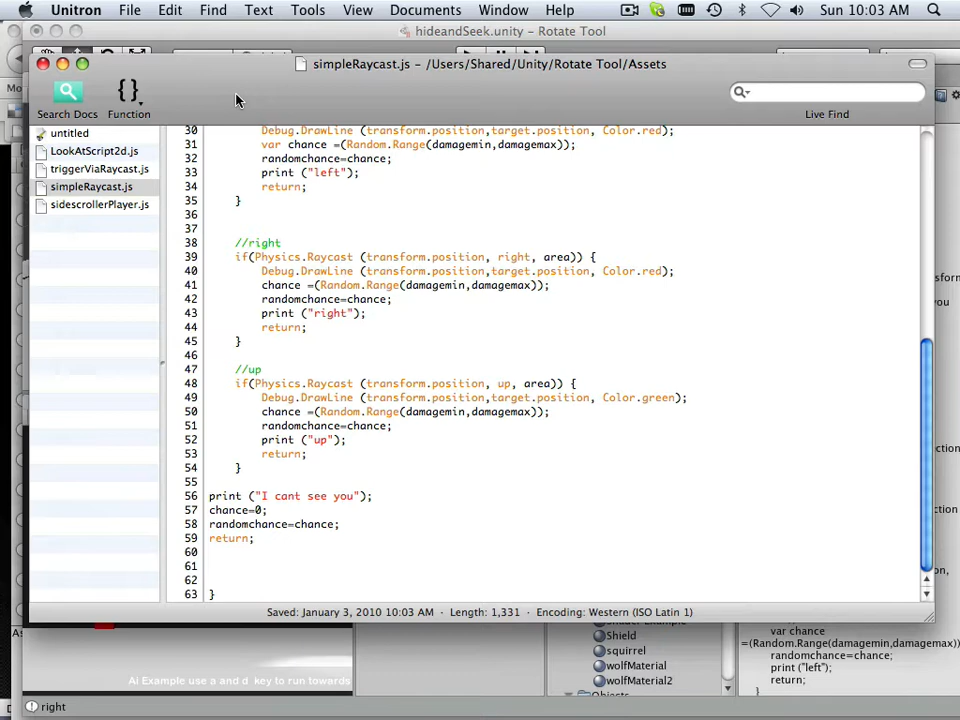 Unitron File Edit Find Text Tools View Documents Window Help Sun 10:03 AM
hideandSeek.unity - Rotate Tool
simpleRaycast.js - /Users/Shared/Unity/Rotate Tool/Assets
Search Docs Function Live Find
untitled
LookAtScript2d.js
triggerViaRaycast.js
simpleRaycast.js
sidescrollerPlayer.js
30 Debug.DrawLine (transform.position,target.position, Color.red);
31 var chance =(Random.Range(damagemin,damagemax));
32 randomchance=chance;
33 print ("left");
34 return;
35 }
36
37
38 //right
39 if(Physics.Raycast (transform.position, right, area)) {
40 Debug.DrawLine (transform.position,target.position, Color.red);
41 chance =(Random.Range(damagemin,damagemax));
42 randomchance=chance;
43 print ("right");
44 return;
45 }
46
47 //up
48 if(Physics.Raycast (transform.position, up, area)) {
49 Debug.DrawLine (transform.position,target.position, Color.green);
50 chance =(Random.Range(damagemin,damagemax));
51 randomchance=chance;
52 print ("up");
53 return;
54 }
55
56 print ("I cant see you");
57 chance=0;
58 randomchance=chance;
59 return;
60
61
62
63 }
Saved: January 3, 2010 10:03 AM - Length: 1,331 - Encoding: Western (ISO Latin 1)
Shield
squirrel
wolfMaterial
wolfMaterial2
Objects
var chance
=(Random.Range(damagemin,damagemax))
randomchance=chance;
print ("left");
return;
}
Ai Example use a and d key to run towards
right